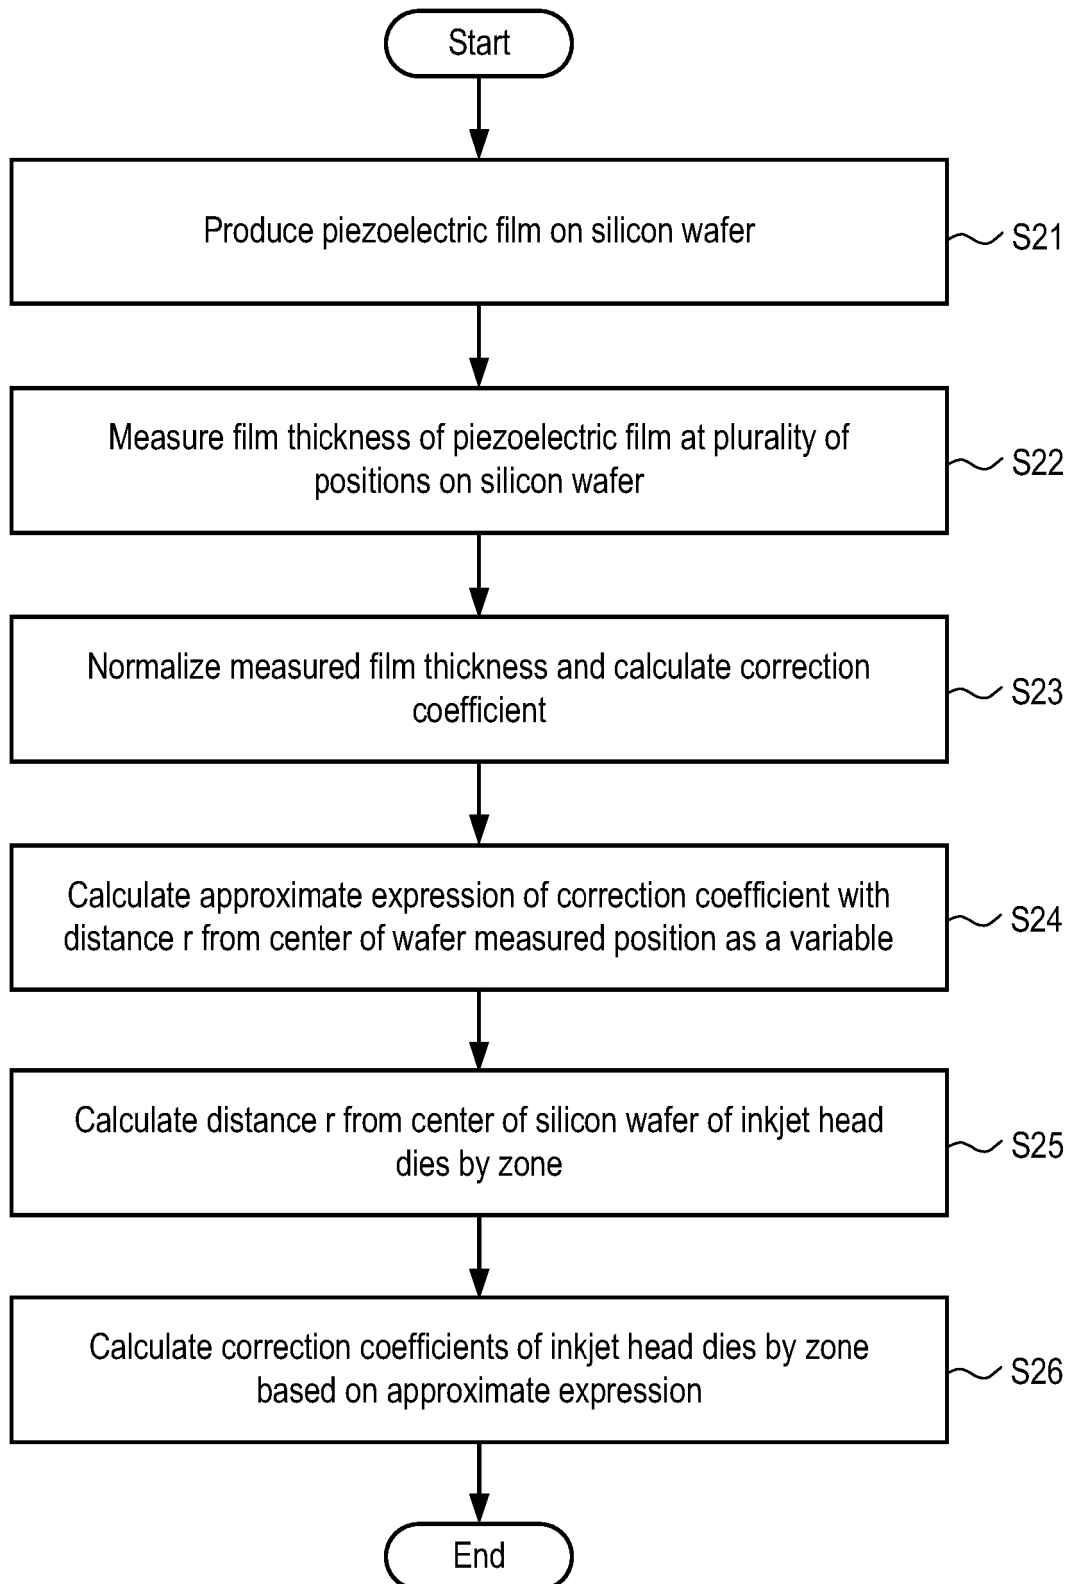 Start
Produce piezoelectric film on silicon wafer
S21
Measure film thickness of piezoelectric film at plurality of
positions on silicon wafer
S22
Normalize measured film thickness and calculate correction
coefficient
S23
Calculate approximate expression of correction coefficient with
distance r from center of wafer measured position as a variable
S24
Calculate distance r from center of silicon wafer of inkjet head
dies by zone
S25
Calculate correction coefficients of inkjet head dies by zone
based on approximate expression
S26
End